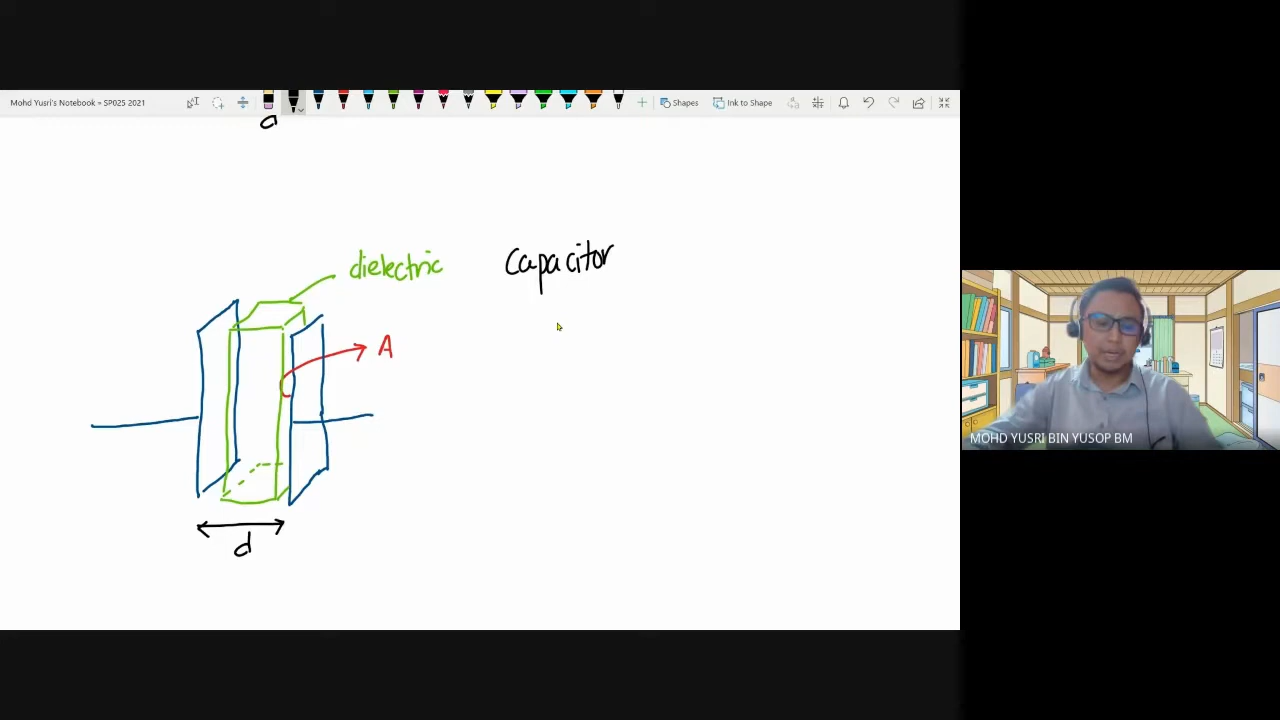 Mohd Yusri's Notebook » SP025 2021
Shapes
Ink to Shape
a
dielectric
Capacitor
A
d
MOHD YUSRI BIN YUSOP BM